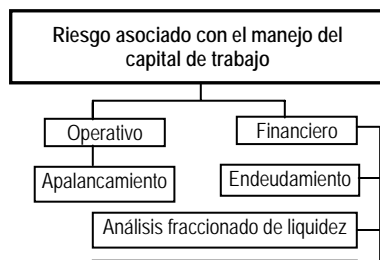 Riesgo asociado con el manejo del
capital de trabajo
Operativo
Financiero
Apalancamiento
Endeudamiento
Análisis fraccionado de liquidez